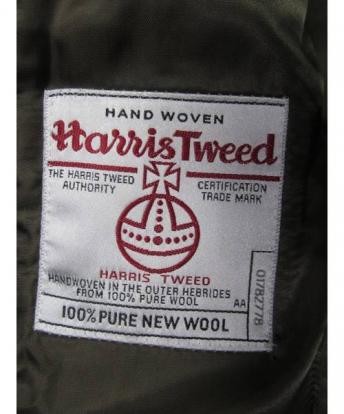 HAND WOVEN
Harris Tweed
THE HARRIS TWEED CERTIFICATION
AUTHORITY TRADE MARK
HARRIS TWEED
HANDWOVEN IN THE OUTER HEBRIDES
FROM 100% PURE WOOL AA
01782778
100% PURE NEW WOOL